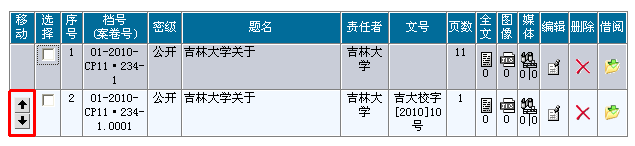 移动 选择 序号 档号(案卷号) 密级 题名 责任者 文号 页数 全文 图像 媒体 编辑 删除 借阅
1 01-2010-CP11·234-1 公开 吉林大学关于 吉林大学 11 0 0 0|0
2 01-2010-CP11·234-1.0001 公开 吉林大学关于 吉林大学 吉大校字[2010]10号 1 0 0 0|0